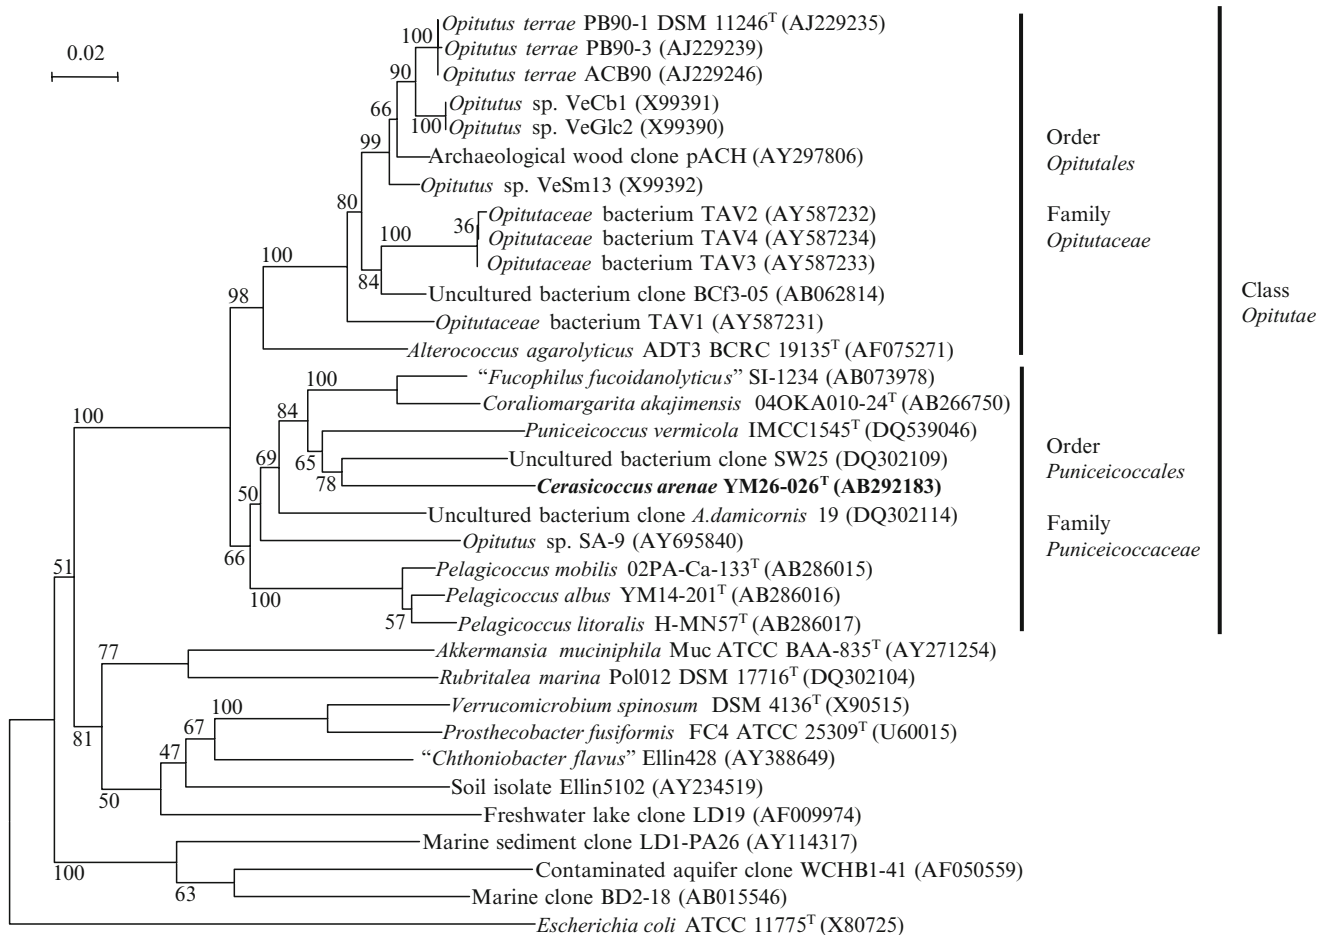 0.02
Opitutus terrae PB90-1 DSM 11246T (AJ229235)
100
Opitutus terrae PB90-3 (AJ229239)
Opitutus terrae ACB90 (AJ229246)
90
Opitutus sp. VeCb1 (X99391)
66
100
Opitutus sp. VeGlc2 (X99390)
99
Archaeological wood clone pACH (AY297806)
Opitutus sp. VeSm13 (X99392)
80
Opitutaceae bacterium TAV2 (AY587232)
36
100
Opitutaceae bacterium TAV4 (AY587234)
100
Opitutaceae bacterium TAV3 (AY587233)
84
98
Uncultured bacterium clone BCf3-05 (AB062814)
Opitutaceae bacterium TAV1 (AY587231)
Alterococcus agarolyticus ADT3 BCRC 19135T (AF075271)
Order
Opitutales
Family
Opitutaceae
Class
Opitutae
100
“Fucophilus fucoidanolyticus” SI-1234 (AB073978)
84
Coraliomargarita akajimensis 04OKA010-24T (AB266750)
100
Puniceicoccus vermicola IMCC1545T (DQ539046)
69
65
Uncultured bacterium clone SW25 (DQ302109)
78
Cerasicoccus arenae YM26-026T (AB292183)
50
Uncultured bacterium clone A.damicornis 19 (DQ302114)
66
Opitutus sp. SA-9 (AY695840)
51
Pelagicoccus mobilis 02PA-Ca-133T (AB286015)
100
Pelagicoccus albus YM14-201T (AB286016)
57
Pelagicoccus litoralis H-MN57T (AB286017)
Order
Puniceicoccales
Family
Puniceicoccaceae
77
Akkermansia muciniphila Muc ATCC BAA-835T (AY271254)
Rubritalea marina Pol012 DSM 17716T (DQ302104)
81
100
Verrucomicrobium spinosum DSM 4136T (X90515)
67
Prosthecobacter fusiformis FC4 ATCC 25309T (U60015)
47
“Chthoniobacter flavus” Ellin428 (AY388649)
50
Soil isolate Ellin5102 (AY234519)
Freshwater lake clone LD19 (AF009974)
Marine sediment clone LD1-PA26 (AY114317)
100
Contaminated aquifer clone WCHB1-41 (AF050559)
63
Marine clone BD2-18 (AB015546)
Escherichia coli ATCC 11775T (X80725)